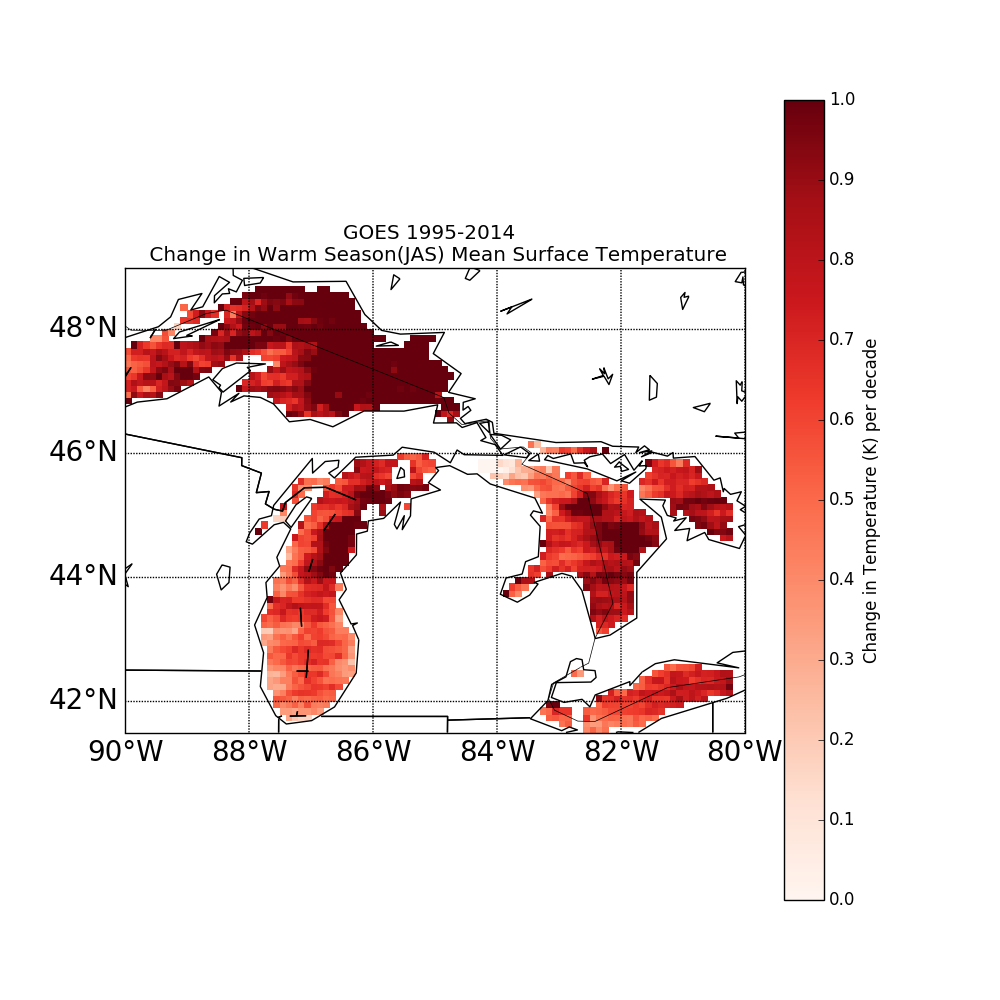 GOES 1995-2014
Change in Warm Season(JAS) Mean Surface Temperature
48°N
46°N
44°N
42°N
90°W 88°W 86°W 84°W 82°W 80°W
1.0
0.9
0.8
0.7
0.6
0.5
0.4
0.3
0.2
0.1
0.0
Change in Temperature (K) per decade